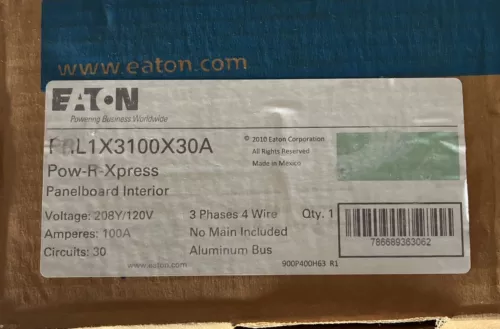 www.eaton.com
EATON
Powering Business Worldwide
PRL1X3100X30A
Pow-R-Xpress
Panelboard Interior
© 2010 Eaton Corporation
All Rights Reserved
Made in Mexico
Voltage: 208Y/120V 3 Phases 4 Wire Qty. 1
Amperes: 100A No Main Included
Circuits: 30 Aluminum Bus
786689363062
www.eaton.com 900P400H63 R1